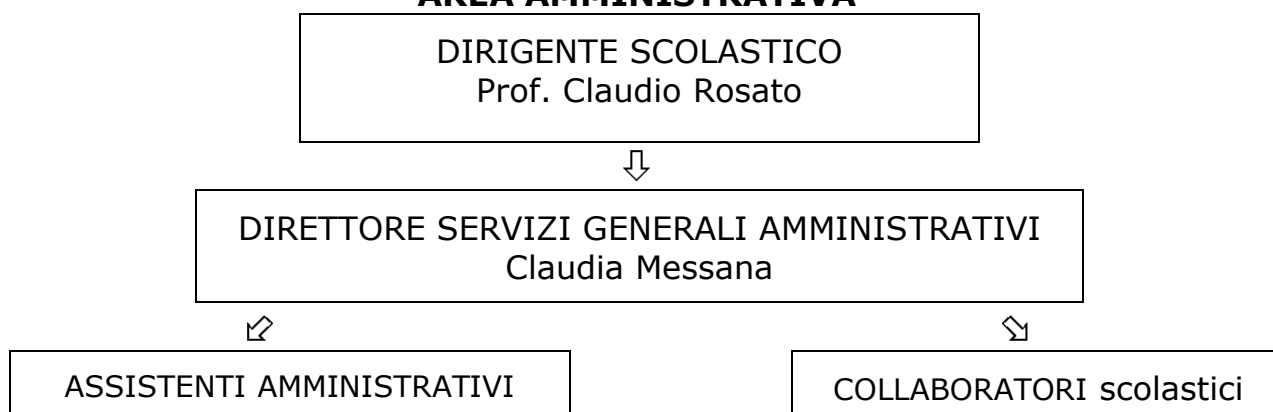 AREA AMMINISTRATIVA
DIRIGENTE SCOLASTICO
Prof. Claudio Rosato
DIRETTORE SERVIZI GENERALI AMMINISTRATIVI
Claudia Messana
ASSISTENTI AMMINISTRATIVI
COLLABORATORI scolastici